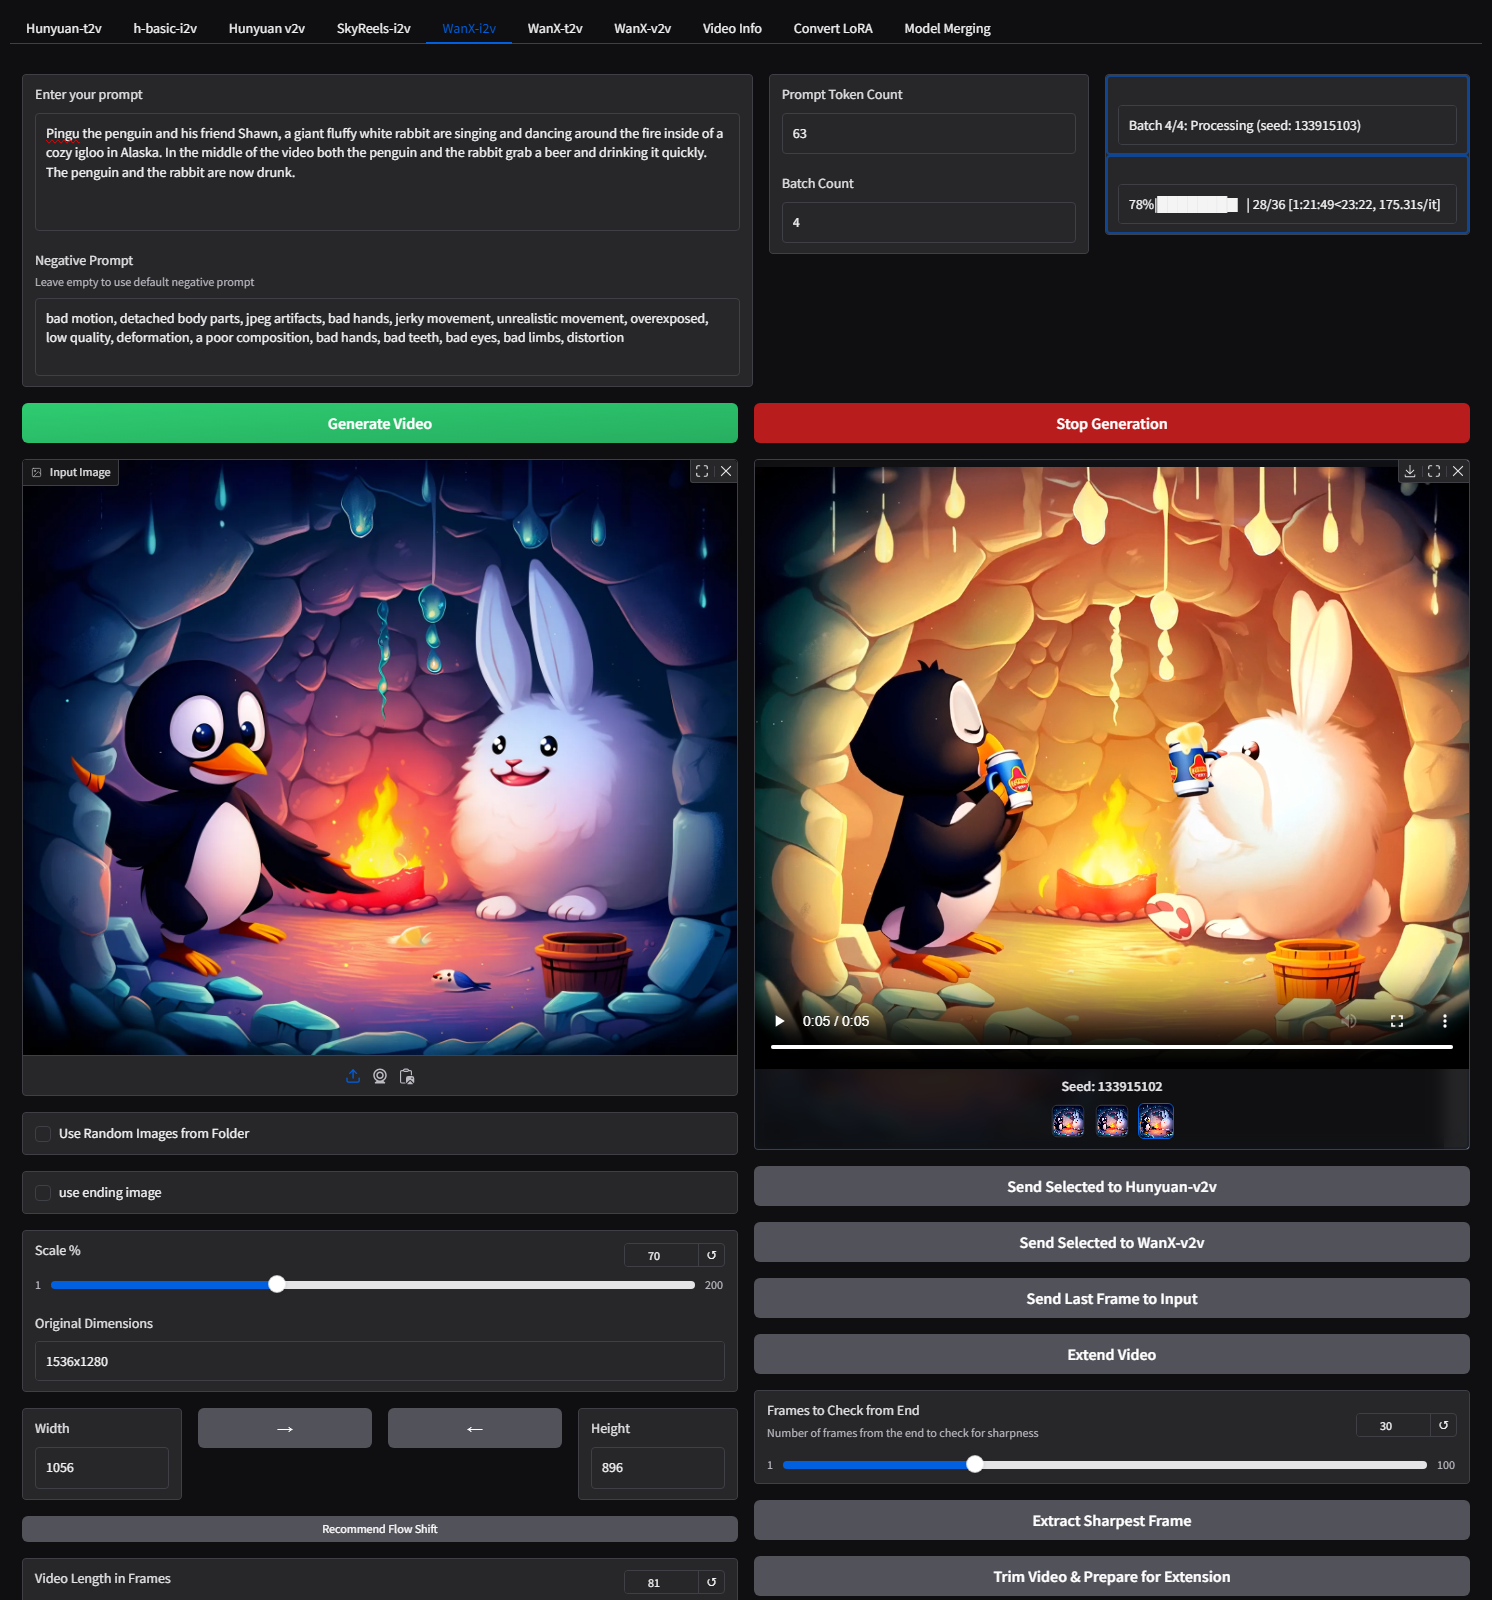 Hunyuan-t2v h-basic-i2v Hunyuan v2v SkyReels-i2v WanX-i2v WanX-t2v WanX-v2v Video Info Convert LoRA Model Merging
Enter your prompt
Pingu the penguin and his friend Shawn, a giant fluffy white rabbit are singing and dancing around the fire inside of a
cozy igloo in Alaska. In the middle of the video both the penguin and the rabbit grab a beer and drinking it quickly.
The penguin and the rabbit are now drunk.
Negative Prompt
Leave empty to use default negative prompt
bad motion, detached body parts, jpeg artifacts, bad hands, jerky movement, unrealistic movement, overexposed,
low quality, deformation, a poor composition, bad hands, bad teeth, bad eyes, bad limbs, distortion
Prompt Token Count
63
Batch Count
4
Batch 4/4: Processing (seed: 133915103)
78%|████████ | 28/36 [1:21:49<23:22, 175.31s/it]
Generate Video
Stop Generation
Input Image
0:05 / 0:05
Seed: 133915102
Use Random Images from Folder
use ending image
Scale %
70
↺
1
200
Original Dimensions
1536x1280
Width
1056
→
←
Height
896
Recommend Flow Shift
Video Length in Frames
81
↺
Send Selected to Hunyuan-v2v
Send Selected to WanX-v2v
Send Last Frame to Input
Extend Video
Frames to Check from End
Number of frames from the end to check for sharpness
30
↺
1
100
Extract Sharpest Frame
Trim Video & Prepare for Extension